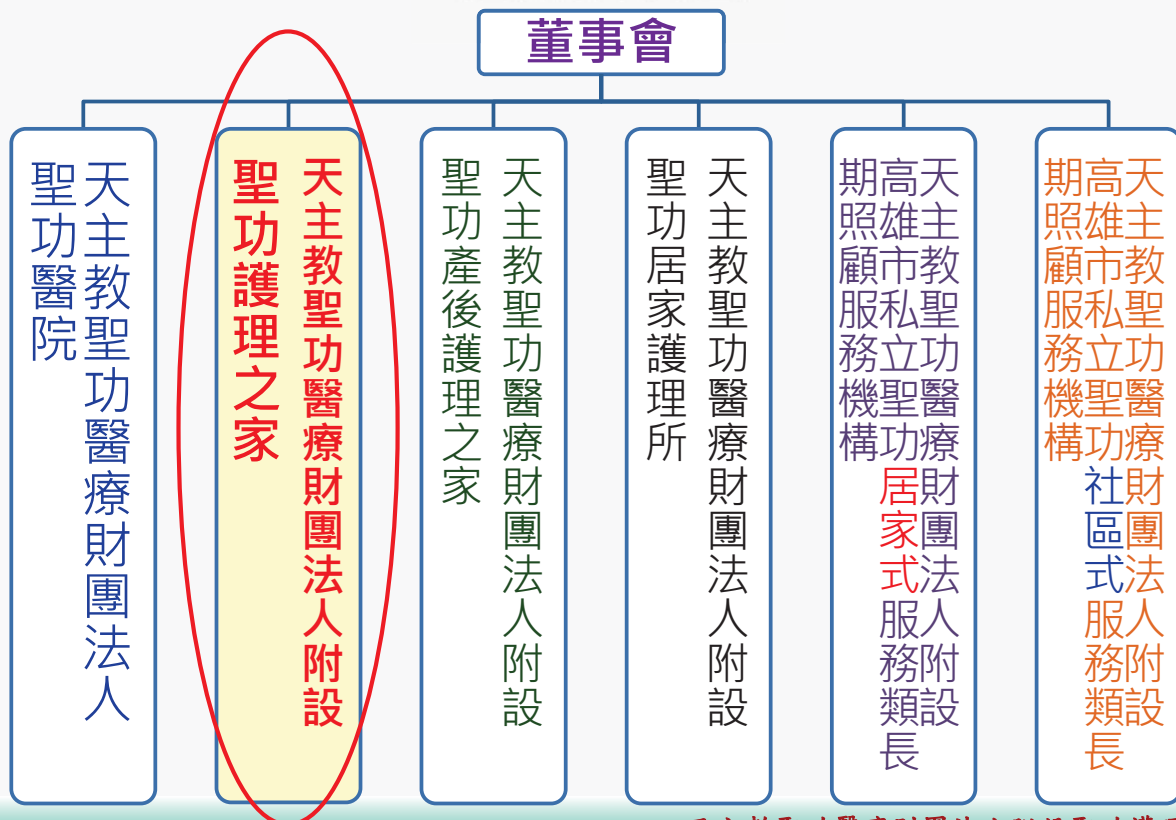 董事會
天主教聖功醫療財團法人
聖功醫院
天主教聖功醫療財團法人附設
聖功護理之家
天主教聖功醫療財團法人附設
聖功產後護理之家
天主教聖功醫療財團法人附設
聖功居家護理所
天主教聖功醫療財團法人附設
高雄市私立聖功居家式服務類長
期照顧服務機構
天主教聖功醫療財團法人附設
高雄市私立聖功社區式服務類長
期照顧服務機構